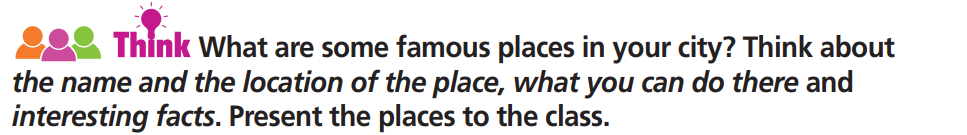 Think What are some famous places in your city? Think about
the name and the location of the place, what you can do there and
interesting facts. Present the places to the class.